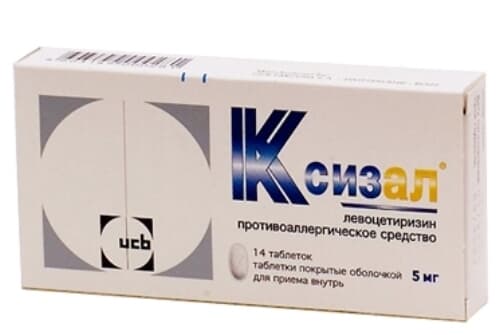 Ксизал®
левоцетиризин
противоаллергическое средство
14 таблеток
таблетки покрытые оболочкой
для приема внутрь
5 мг
ucb